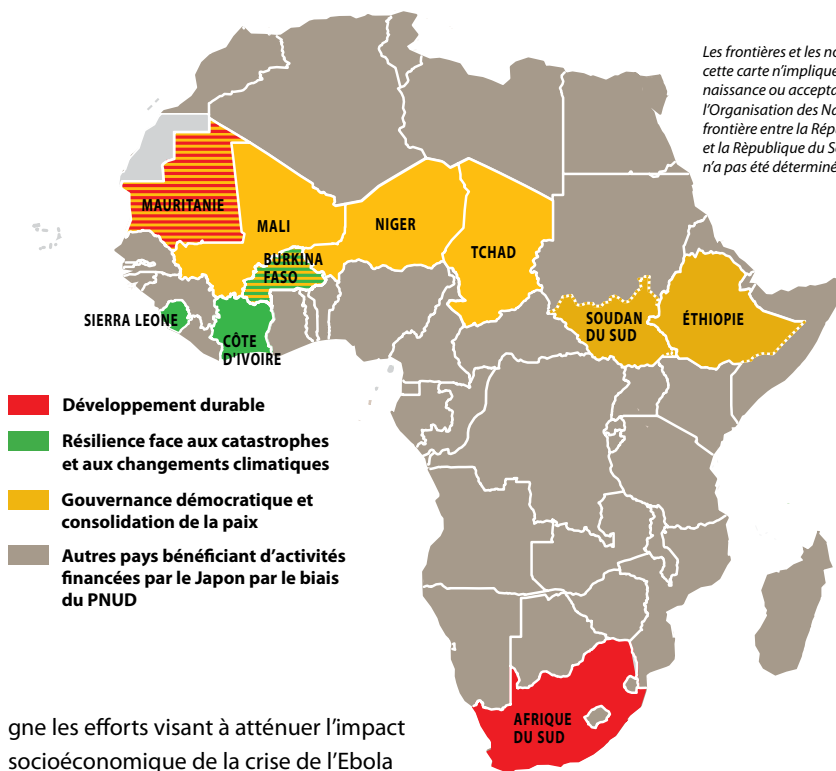 Les frontières et les no
cette carte n'implique
naissance ou accepta
l'Organisation des Na
frontière entre la Rép
et la Rèpublique du S
n'a pas été déterminé
MAURITANIE
MALI
NIGER
TCHAD
BURKINA
FASO
SOUDAN
DU SUD
ÉTHIOPIE
SIERRA LEONE
CÔTE
D'IVOIRE
Développement durable
Résilience face aux catastrophes
et aux changements climatiques
Gouvernance démocratique et
consolidation de la paix
Autres pays bénéficiant d'activités
financées par le Japon par le biais
du PNUD
AFRIQUE
DU SUD
gne les efforts visant à atténuer l'impact
socioéconomique de la crise de l'Ebola